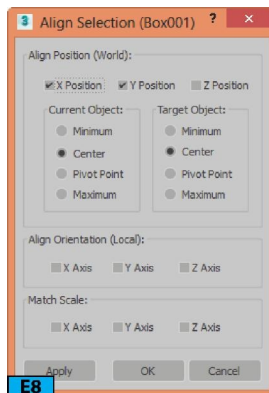 3 Align Selection (Box001) ? ×
Align Position (World):
X Position Y Position Z Position
Current Object: Target Object:
Minimum Minimum
Center Center
Pivot Point Pivot Point
Maximum Maximum
Align Orientation (Local):
X Axis Y Axis Z Axis
Match Scale:
X Axis Y Axis Z Axis
Apply OK Cancel
E8